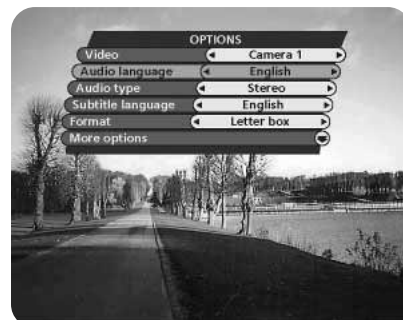 OPTIONS
Video Camera 1
Audio language English
Audio type Stereo
Subtitle language English
Format Letter box
More options